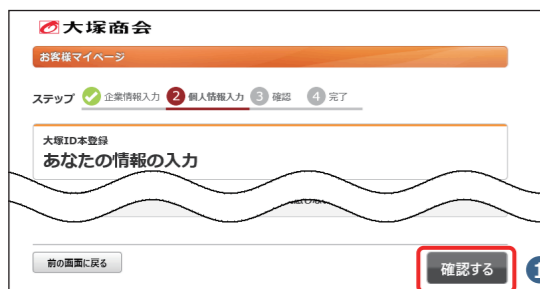 大塚商会
お客様マイページ
ステップ 企業情報入力 2 個人情報入力 3 確認 4 完了
大塚ID本登録
あなたの情報の入力
前の画面に戻る
確認する
1